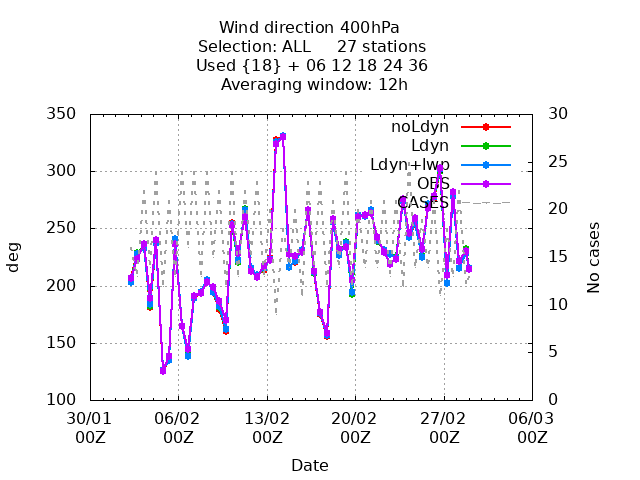 Wind direction 400hPa
Selection: ALL     27 stations
Used {18} + 06 12 18 24 36
Averaging window: 12h
350
300
250
200
150
100
deg
30
25
20
15
10
5
0
No cases
noLdyn
Ldyn
Ldyn+lwp
OBS
CASES
30/01 06/02 13/02 20/02 27/02 06/03
00Z 00Z 00Z 00Z 00Z 00Z
Date